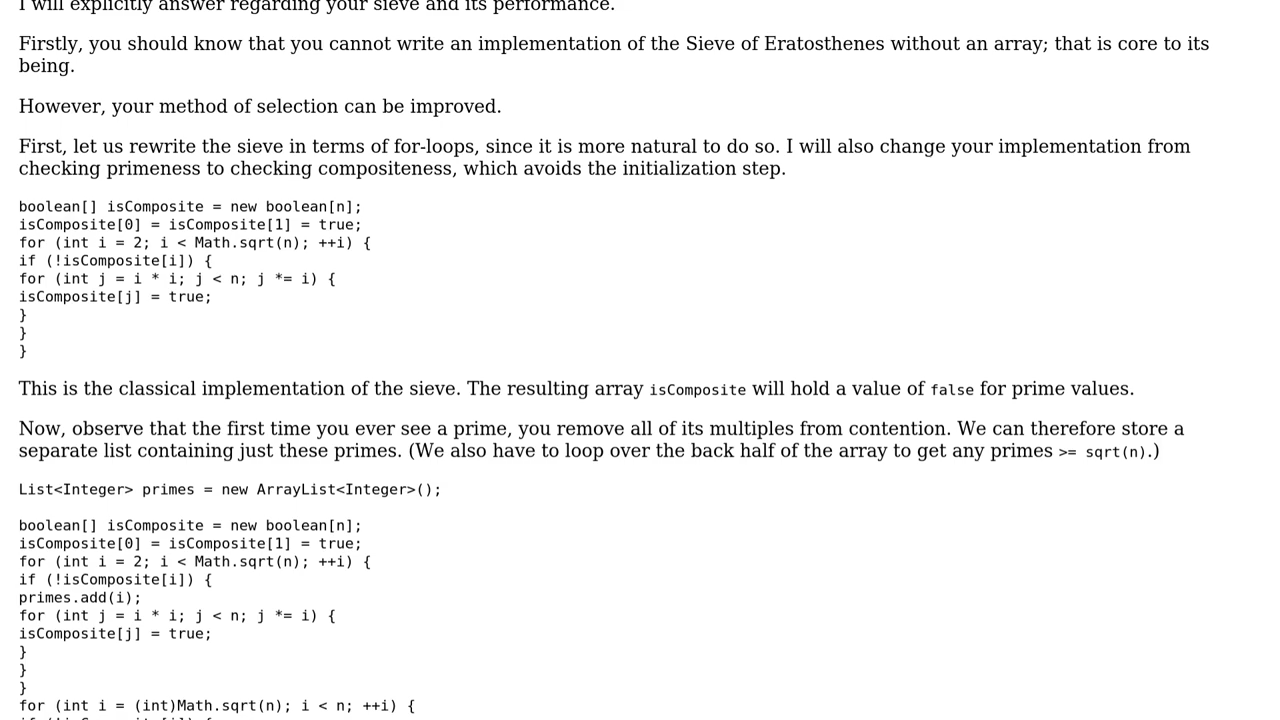 I will explicitly answer regarding your sieve and its performance.
Firstly, you should know that you cannot write an implementation of the Sieve of Eratosthenes without an array; that is core to its
being.
However, your method of selection can be improved.
First, let us rewrite the sieve in terms of for-loops, since it is more natural to do so. I will also change your implementation from
checking primeness to checking compositeness, which avoids the initialization step.
boolean[] isComposite = new boolean[n];
isComposite[0] = isComposite[1] = true;
for (int i = 2; i < Math.sqrt(n); ++i) {
if (!isComposite[i]) {
for (int j = i * i; j < n; j *= i) {
isComposite[j] = true;
}
}
}
This is the classical implementation of the sieve. The resulting array isComposite will hold a value of false for prime values.
Now, observe that the first time you ever see a prime, you remove all of its multiples from contention. We can therefore store a
separate list containing just these primes. (We also have to loop over the back half of the array to get any primes >= sqrt(n).)
List<Integer> primes = new ArrayList<Integer>();
boolean[] isComposite = new boolean[n];
isComposite[0] = isComposite[1] = true;
for (int i = 2; i < Math.sqrt(n); ++i) {
if (!isComposite[i]) {
primes.add(i);
for (int j = i * i; j < n; j *= i) {
isComposite[j] = true;
}
}
}
for (int i = (int)Math.sqrt(n); i < n; ++i) {